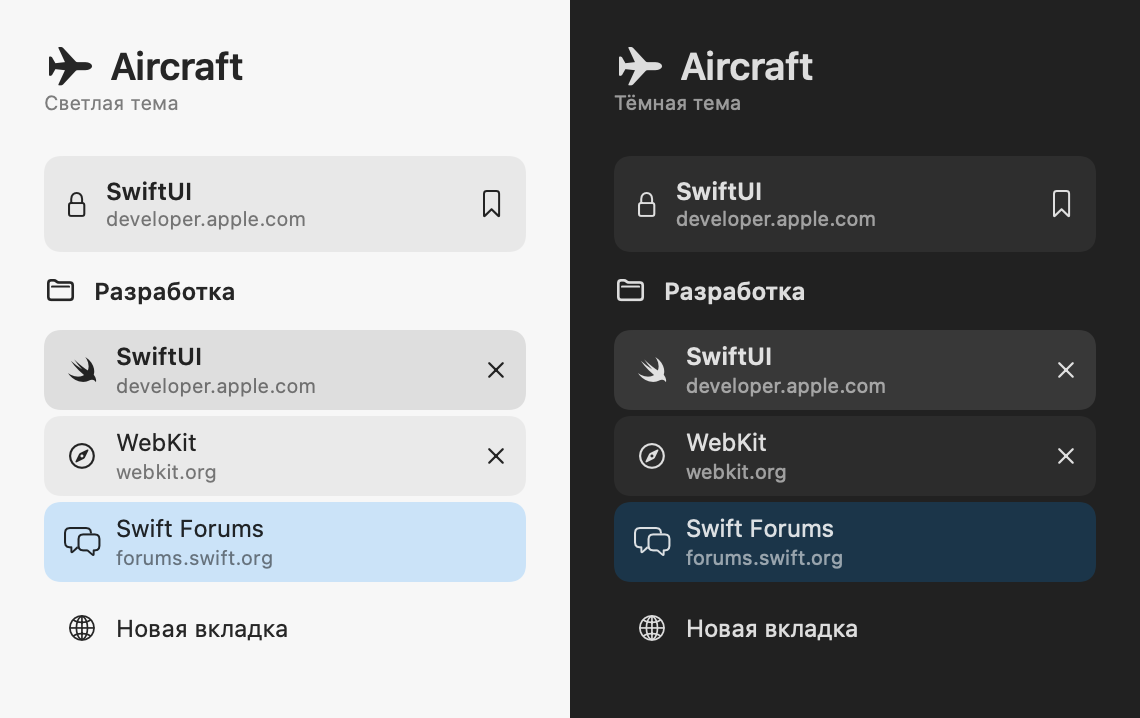 Aircraft
Светлая тема
SwiftUI
developer.apple.com
Разработка
SwiftUI
developer.apple.com
WebKit
webkit.org
Swift Forums
forums.swift.org
Новая вкладка
Aircraft
Тёмная тема
SwiftUI
developer.apple.com
Разработка
SwiftUI
developer.apple.com
WebKit
webkit.org
Swift Forums
forums.swift.org
Новая вкладка